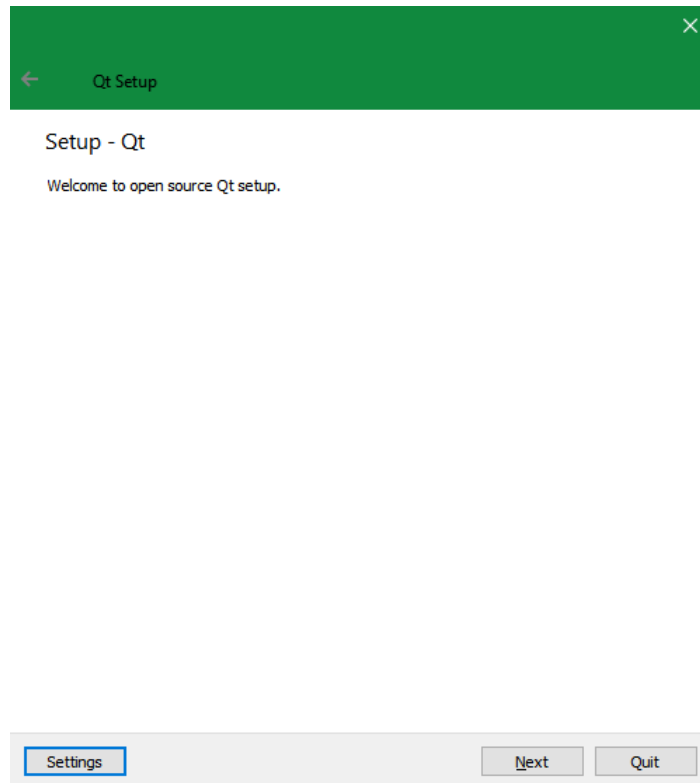 Qt Setup
Setup - Qt
Welcome to open source Qt setup.
Settings
Next
Quit